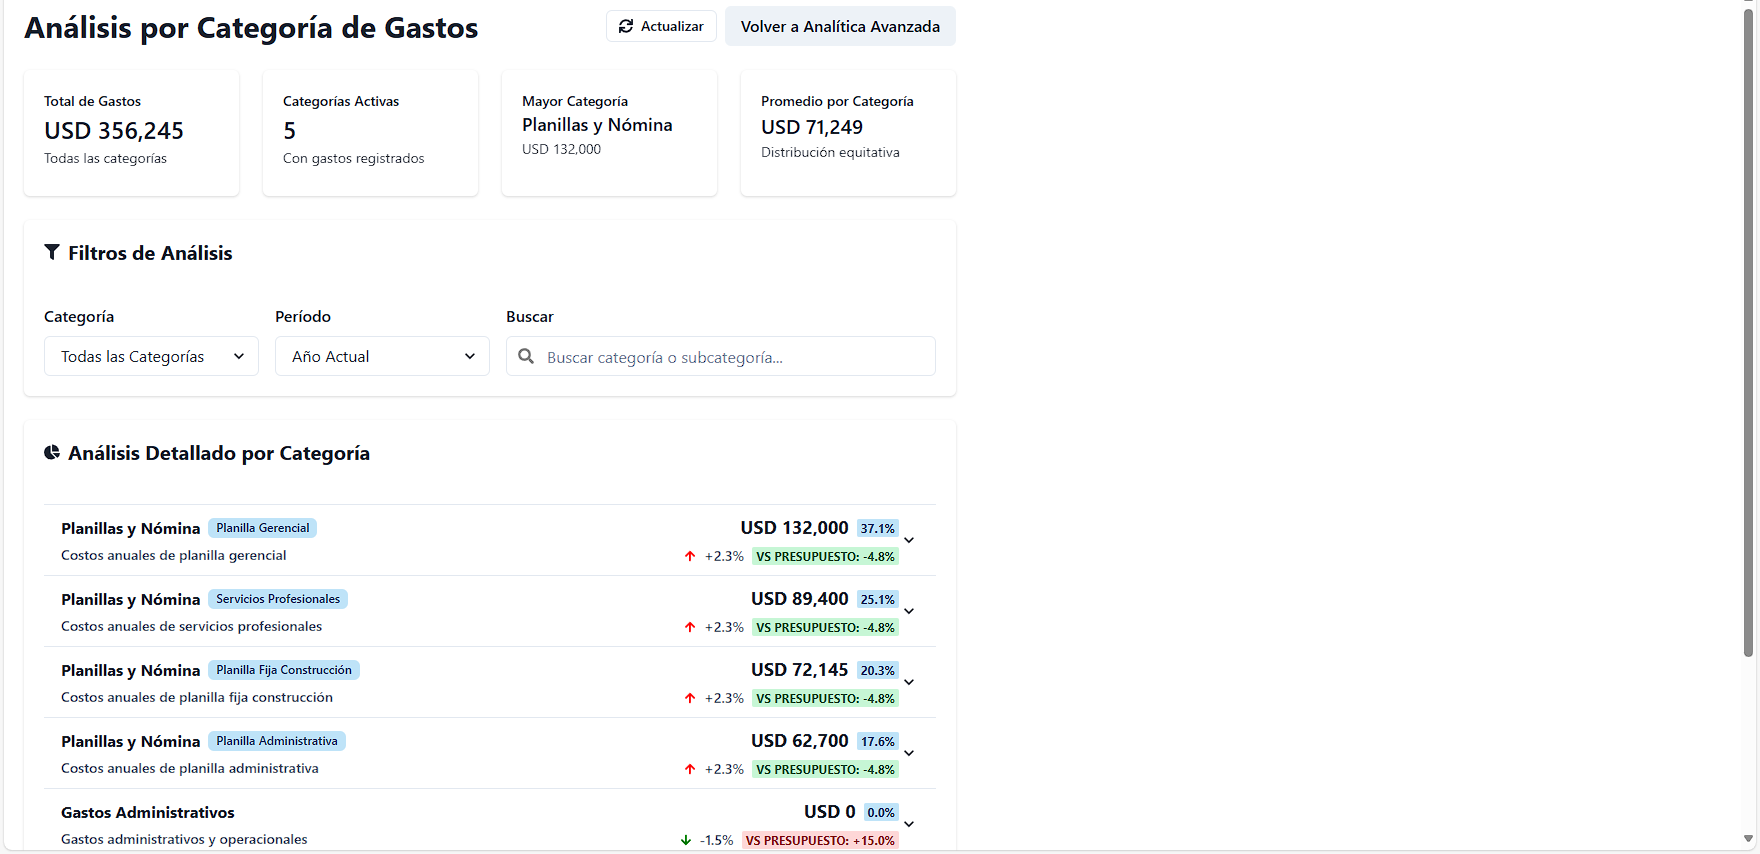 Análisis por Categoría de Gastos
Actualizar
Volver a Analítica Avanzada
Total de Gastos
USD 356,245
Todas las categorías
Categorías Activas
5
Con gastos registrados
Mayor Categoría
Planillas y Nómina
USD 132,000
Promedio por Categoría
USD 71,249
Distribución equitativa
Filtros de Análisis
Categoría
Todas las Categorías
Período
Año Actual
Buscar
Buscar categoría o subcategoría...
Análisis Detallado por Categoría
Planillas y Nómina Planilla Gerencial USD 132,000 37.1%
Costos anuales de planilla gerencial +2.3% VS PRESUPUESTO: -4.8%
Planillas y Nómina Servicios Profesionales USD 89,400 25.1%
Costos anuales de servicios profesionales +2.3% VS PRESUPUESTO: -4.8%
Planillas y Nómina Planilla Fija Construcción USD 72,145 20.3%
Costos anuales de planilla fija construcción +2.3% VS PRESUPUESTO: -4.8%
Planillas y Nómina Planilla Administrativa USD 62,700 17.6%
Costos anuales de planilla administrativa +2.3% VS PRESUPUESTO: -4.8%
Gastos Administrativos USD 0 0.0%
Gastos administrativos y operacionales -1.5% VS PRESUPUESTO: +15.0%